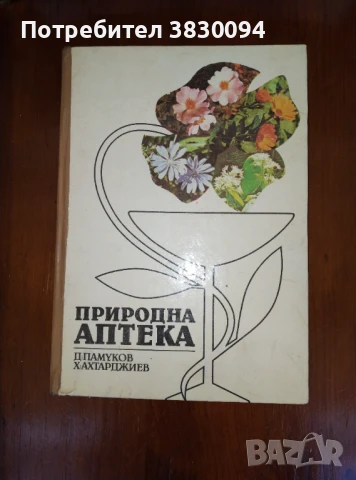 Потребител 3830094
ПРИРОДНА
АПТЕКА
Д.ПАМУКОВ
Х.АХТАРДЖИЕВ
BAZAR